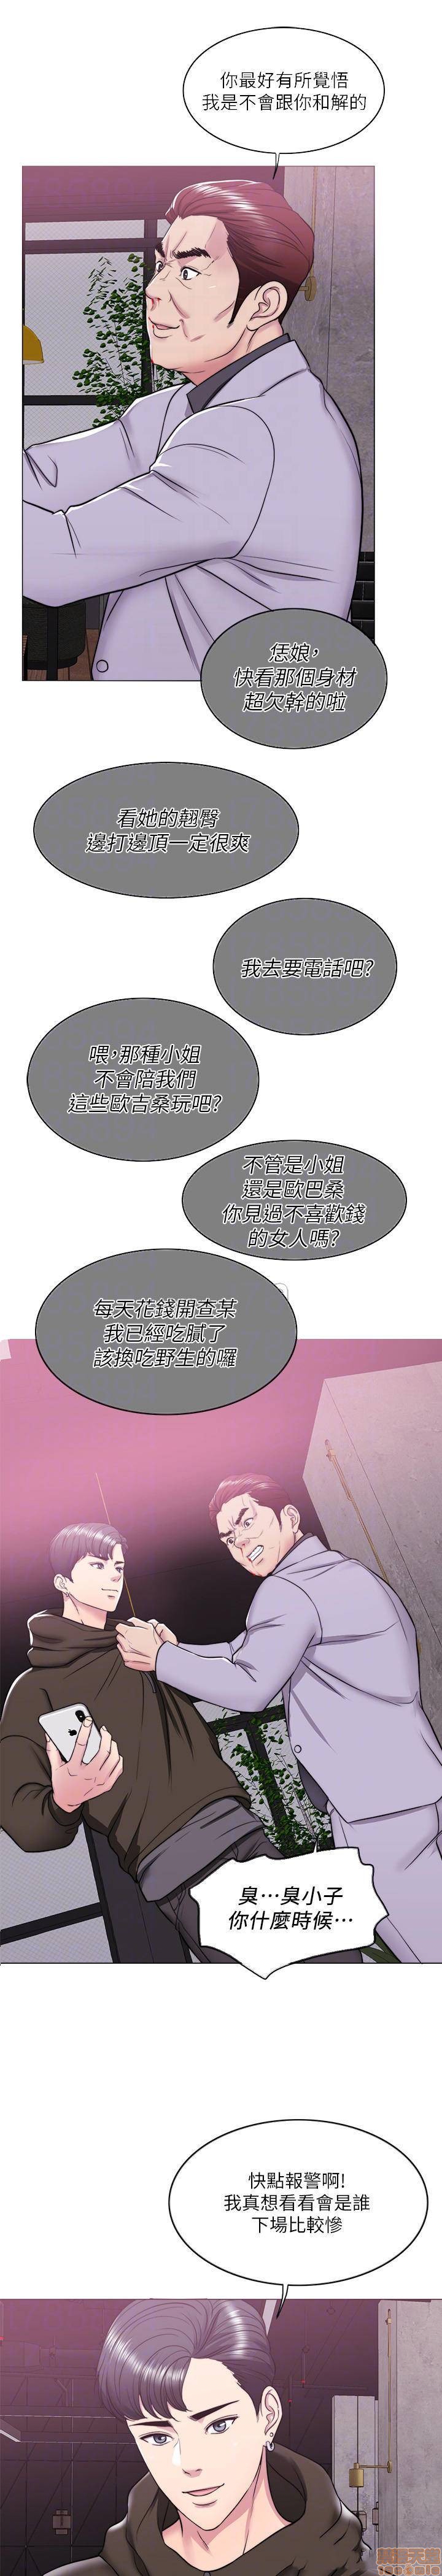 你最好有所覺悟
我是不會跟你和解的
恁娘，
快看那個身材
超欠幹的啦
看她的翹臀
邊打邊頂一定很爽
我去要電話吧?
喂，那種小姐
不會陪我們
這些歐吉桑玩吧?
不管是小姐
還是歐巴桑
你見過不喜歡錢
的女人嗎?
每天花錢開查某
我已經吃膩了
該換吃野生的囉
臭…臭小子
你什麼時候…
快點報警啊!
我真想看看會是誰
下場比較慘